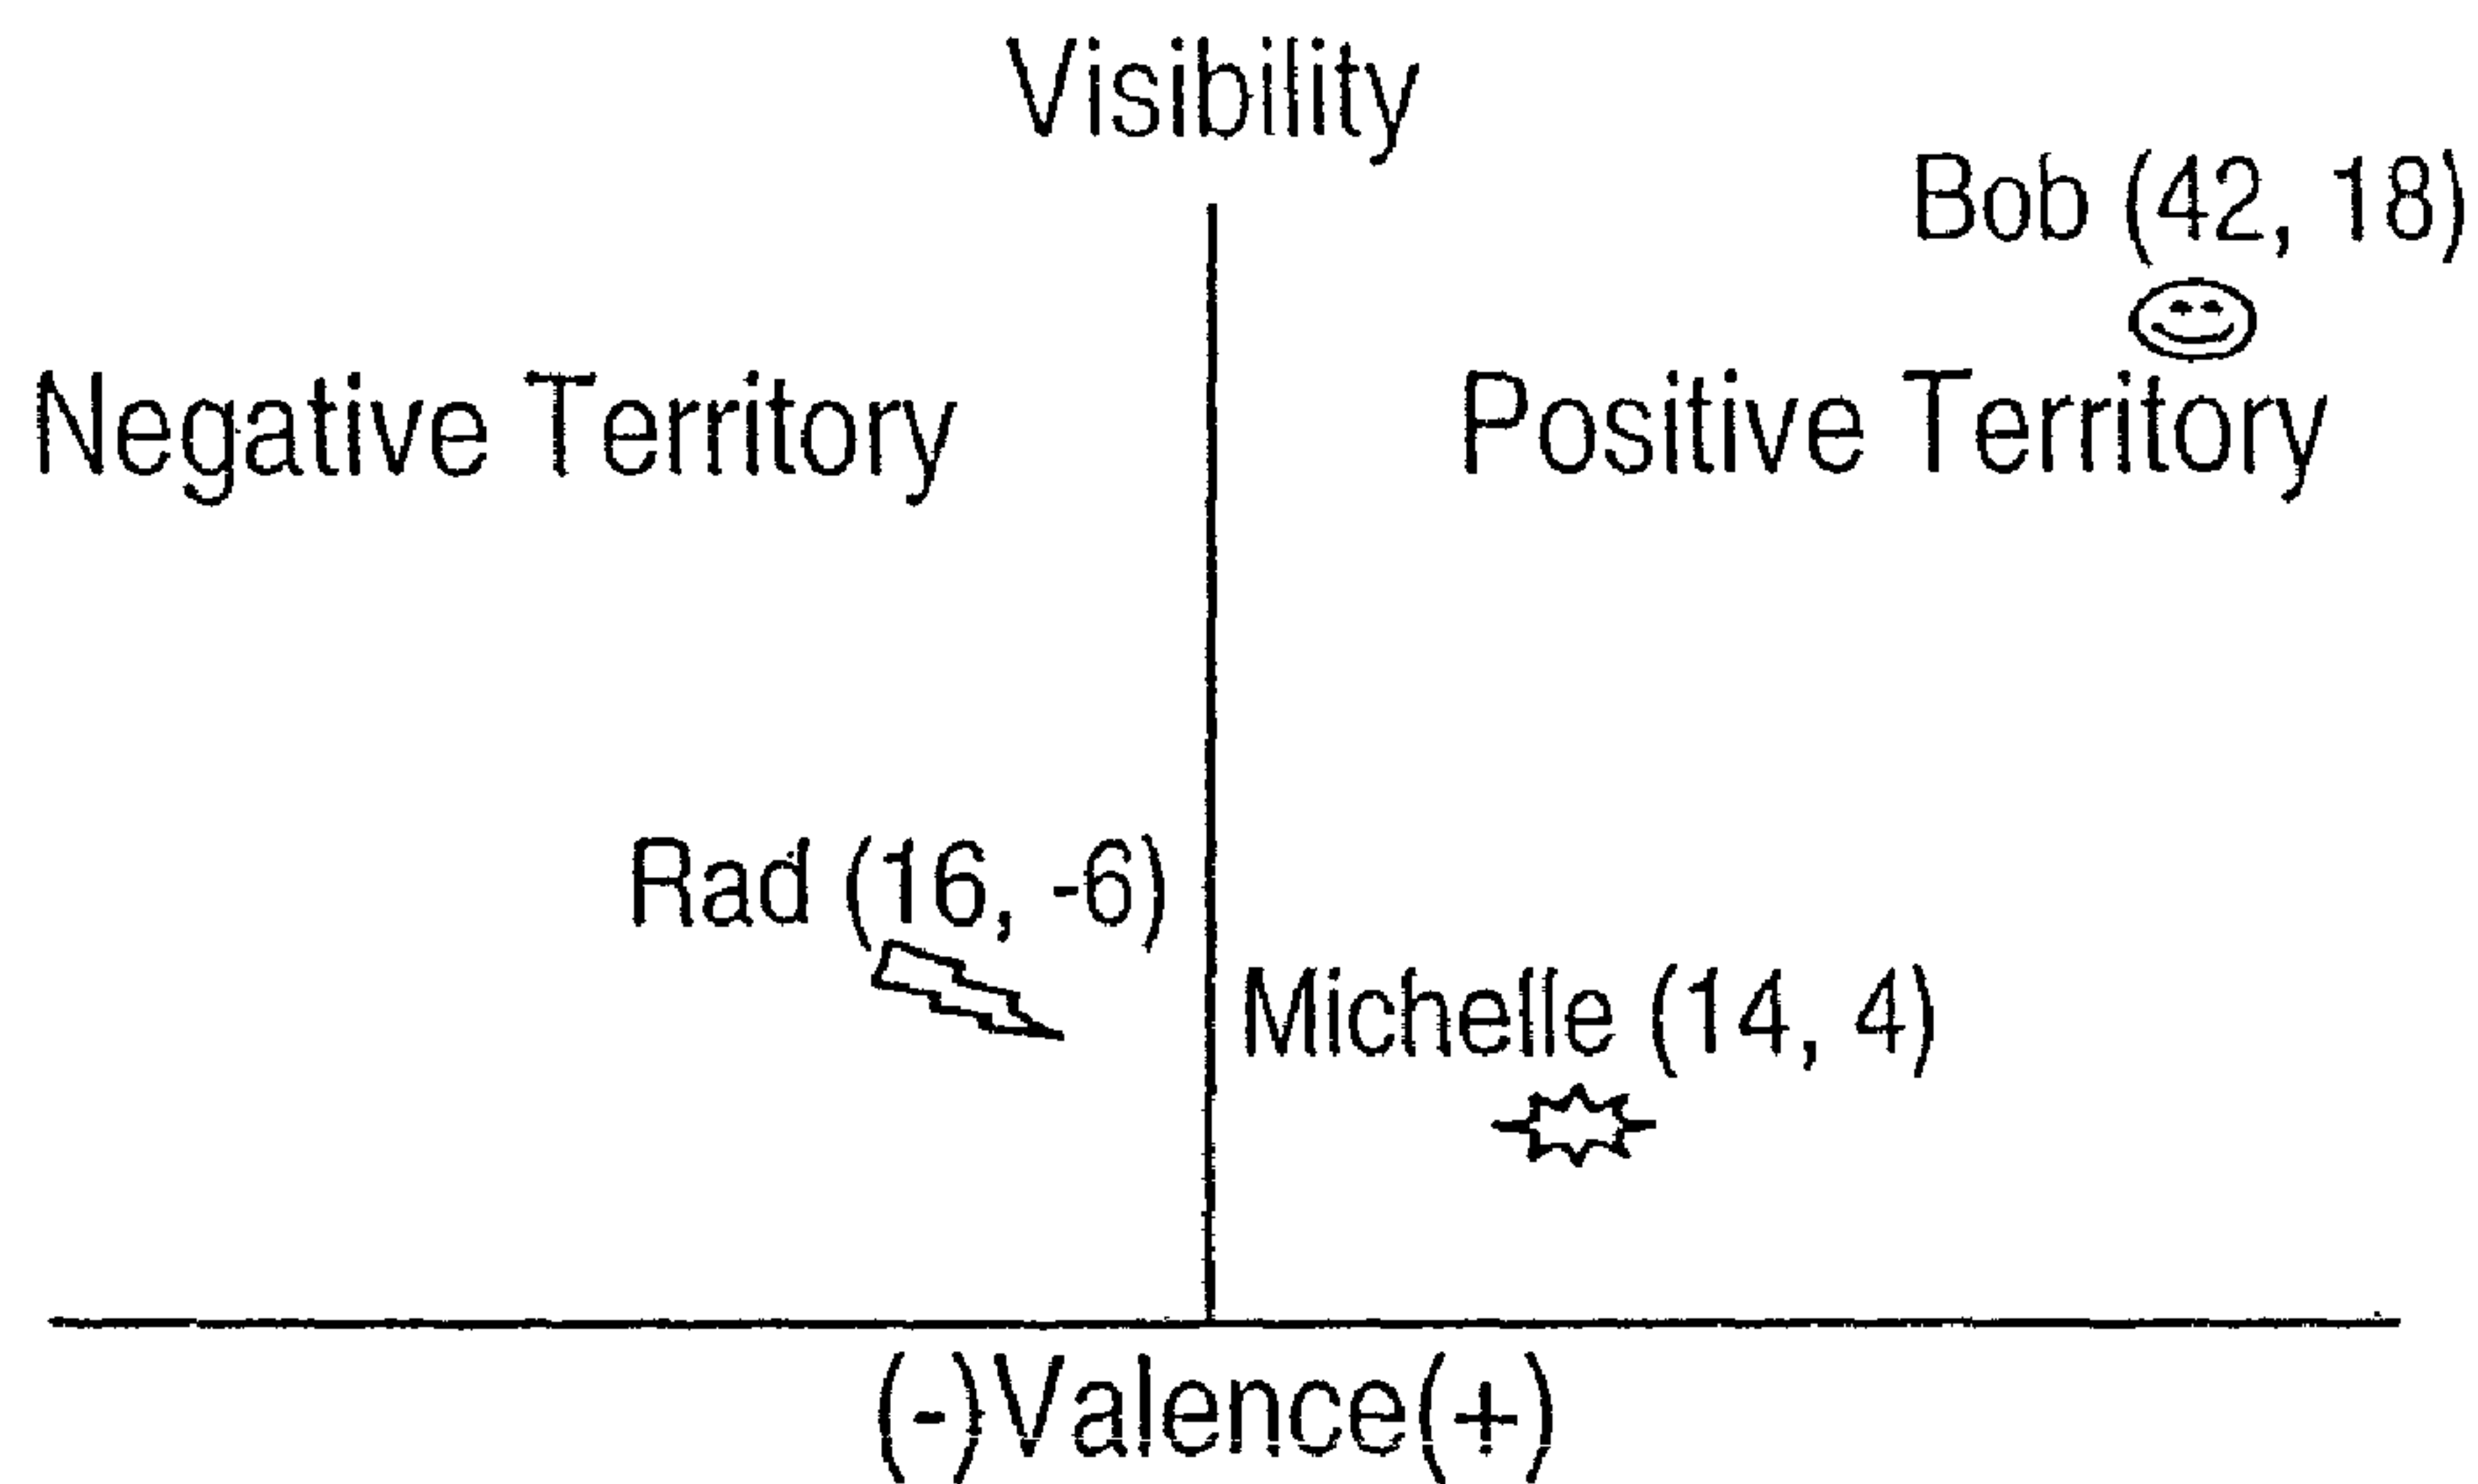 Visibility
Bob (42, 18)
Negative Territory
Positive Territory
Rad (16, -6)
Michelle (14, 4)
(-)Valence(+)